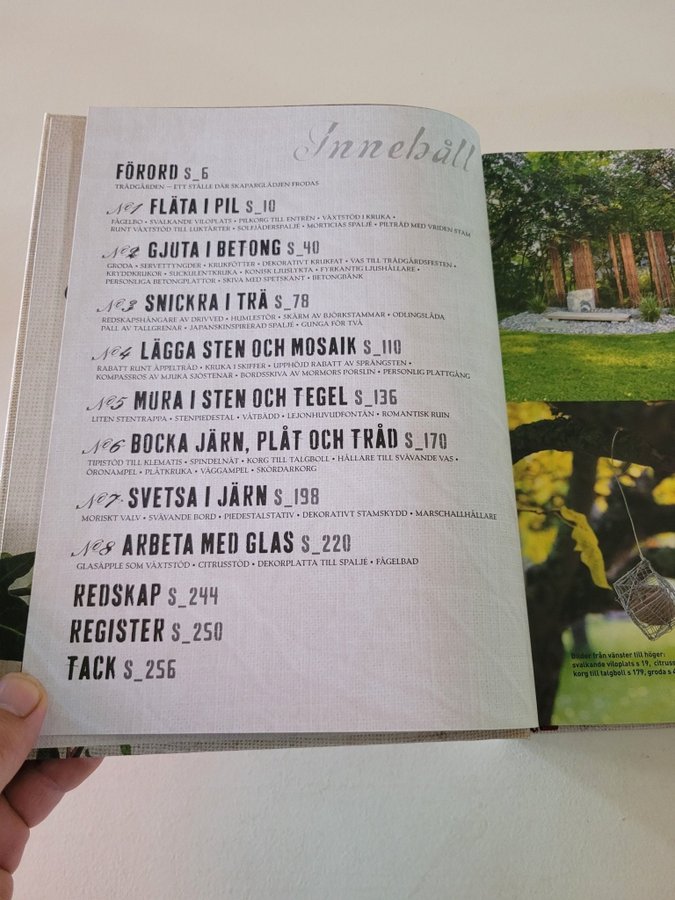 Innehåll
FÖRORD S_6
TRÄDGÅRDEN – ETT STÄLLE DÄR SKAPARGLÄDJEN FRODAS
No1 FLÄTA I PIL S_10
FÅGELBO • SVALKANDE VILOPLATS • PILKORG TILL ENTRÉN • VÄXTSTÖD I KRUKA •
RUNT VÄXTSTÖD TILL LUKTÄRTER • SOLFJÄDERSPALJÉ • MORTICIAS SPALJÉ • PILTRÄD MED VRIDEN STAM
No2 GJUTA I BETONG S_40
GRODA • SERVETTYNGDER • KRUKFÖTTER • DEKORATIVT KRUKFAT • VAS TILL TRÄDGÅRDSFESTEN •
KRYDDKRUKOR • SUCKULENTKRUKA • KONISK LJUSLYKTA • FYRKANTIG LJUSHÅLLARE •
PERSONLIGA BETONGPLATTOR • SKIVA MED SPETSKANT • BETONGBÄNK
No3 SNICKRA I TRÄ S_78
REDSKAPSHÄNGARE AV DRIVVED • HUMLESTÖR • SKÄRM AV BJÖRKSTAMMAR • ODLINGSLÅDA
PALL AV TALLGRENAR • JAPANSKINSPIRERAD SPALJÉ • GUNGA FÖR TVÅ
No4 LÄGGA STEN OCH MOSAIK S_110
RABATT RUNT ÄPPELTRÄD • KRUKA I SKIFFER • UPPHÖJD RABATT AV SPRÄNGSTEN •
KOMPASSROS AV MJUKA SJÖSTENAR • BORDSSKIVA AV MORMORS PORSLIN • PERSONLIG PLATTGÅNG
No5 MURA I STEN OCH TEGEL S_136
LITEN STENTRAPPA • STENPIEDESTAL • VÅTBÄDD • LEJONHUVUDFONTÄN • ROMANTISK RUIN
No6 BOCKA JÄRN, PLÅT OCH TRÅD S_170
TIPISTÖD TILL KLEMATIS • SPINDELNÄT • KORG TILL TALGBOLL • HÅLLARE TILL SVÄVANDE VAS •
ÖRONAMPEL • PLÅTKRUKA • VÄGGAMPEL • SKÖRDARKORG
No7 SVETSA I JÄRN S_198
MORISKT VALV • SVÄVANDE BORD • PIEDESTALSTATIV • DEKORATIVT STAMSKYDD • MARSCHALLHÅLLARE
No8 ARBETA MED GLAS S_220
GLASÄPPLE SOM VÄXTSTÖD • CITRUSSTÖD • DEKORPLATTA TILL SPALJÉ • FÅGELBAD
REDSKAP S_244
REGISTER S_250
TACK S_256
Bilder från vänster till höger:
svalkande viloplats s 19, citruss
korg till talgboll s 179, groda s